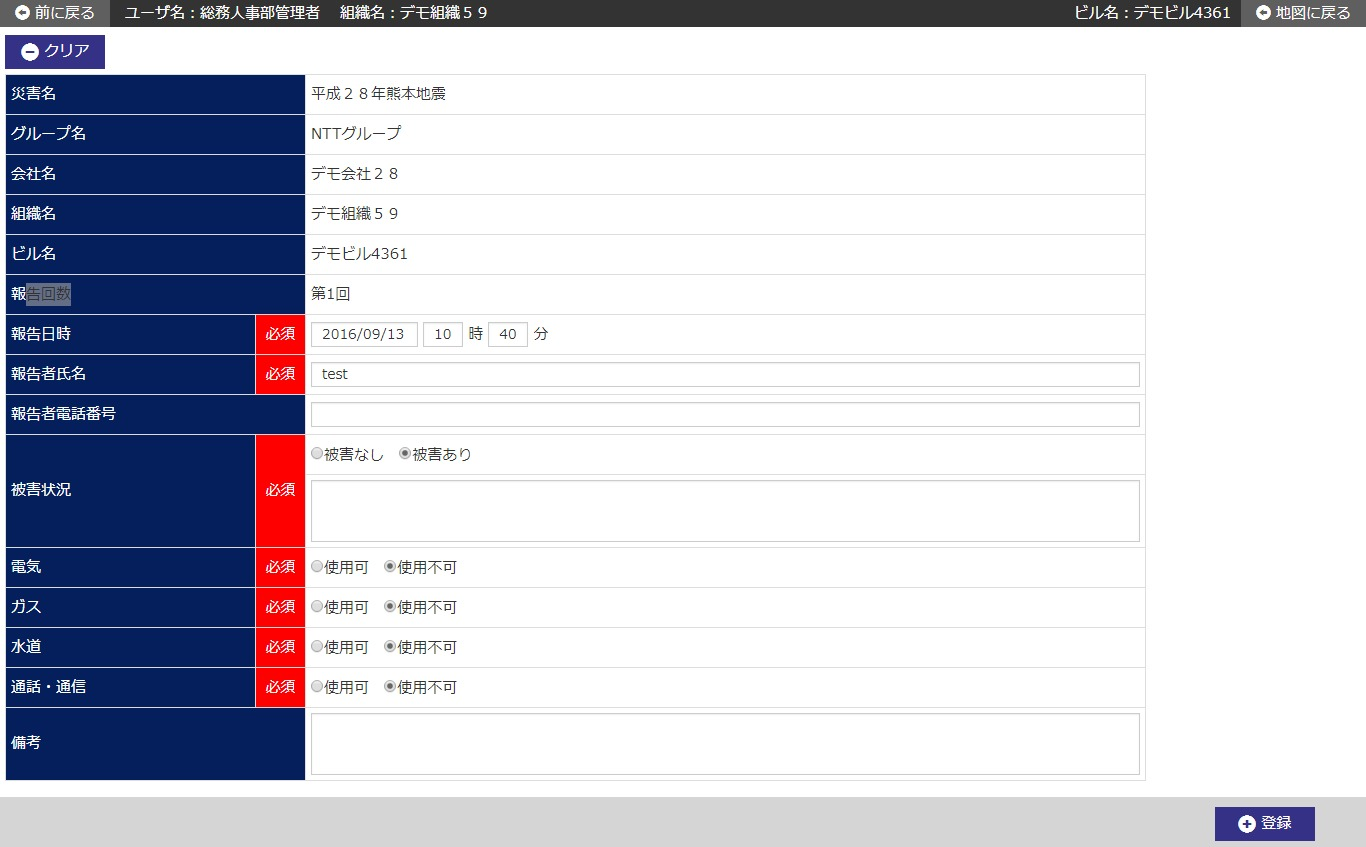 前に戻る ユーザ名：総務人事部管理者 組織名：デモ組織５９ ビル名：デモビル4361 地図に戻る
クリア
災害名 平成２８年熊本地震
グループ名 NTTグループ
会社名 デモ会社２８
組織名 デモ組織５９
ビル名 デモビル4361
報告回数 第1回
報告日時 必須 2016/09/13 10 時 40 分
報告者氏名 必須 test
報告者電話番号
被害なし 被害あり
被害状況 必須
電気 必須 使用可 使用不可
ガス 必須 使用可 使用不可
水道 必須 使用可 使用不可
通話・通信 必須 使用可 使用不可
備考
登録